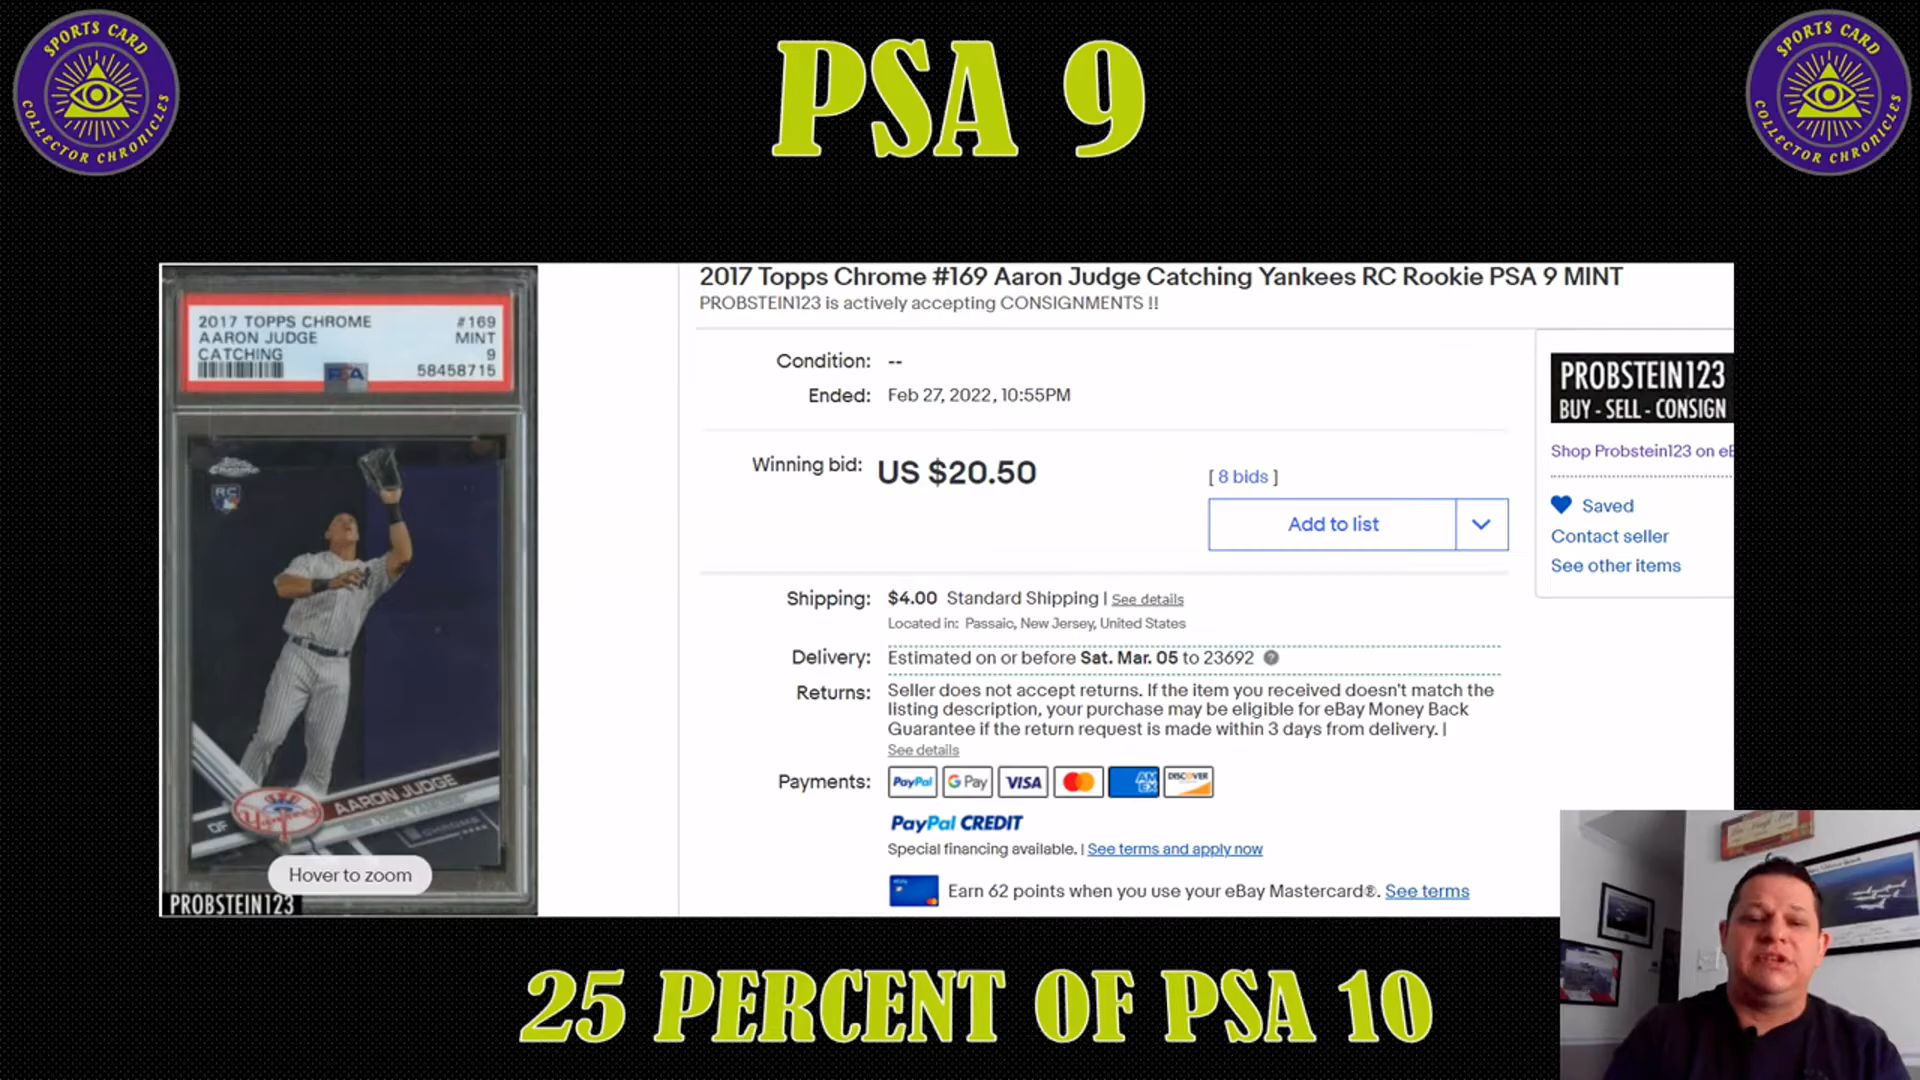 SPORTS CARD
COLLECTOR CHRONICLES
PSA 9
SPORTS CARD
COLLECTOR CHRONICLES
2017 TOPPS CHROME #169
AARON JUDGE MINT
CATCHING 9
PSA 58458715
Topps Chrome
RC
OF Yankees AARON JUDGE
Hover to zoom
PROBSTEIN123
2017 Topps Chrome #169 Aaron Judge Catching Yankees RC Rookie PSA 9 MINT
PROBSTEIN123 is actively accepting CONSIGNMENTS !!
Condition: --
Ended: Feb 27, 2022, 10:55PM
Winning bid: US $20.50 [ 8 bids ]
Add to list
Shipping: $4.00 Standard Shipping | See details
Located in: Passaic, New Jersey, United States
Delivery: Estimated on or before Sat. Mar. 05 to 23692
Returns: Seller does not accept returns. If the item you received doesn't match the
listing description, your purchase may be eligible for eBay Money Back
Guarantee if the return request is made within 3 days from delivery. |
See details
Payments: PayPal G Pay VISA AMEX DISCOVER
PayPal CREDIT
Special financing available. | See terms and apply now
Earn 62 points when you use your eBay Mastercard®. See terms
PROBSTEIN123
BUY - SELL - CONSIGN
Shop Probstein123 on eB
Saved
Contact seller
See other items
25 PERCENT OF PSA 10